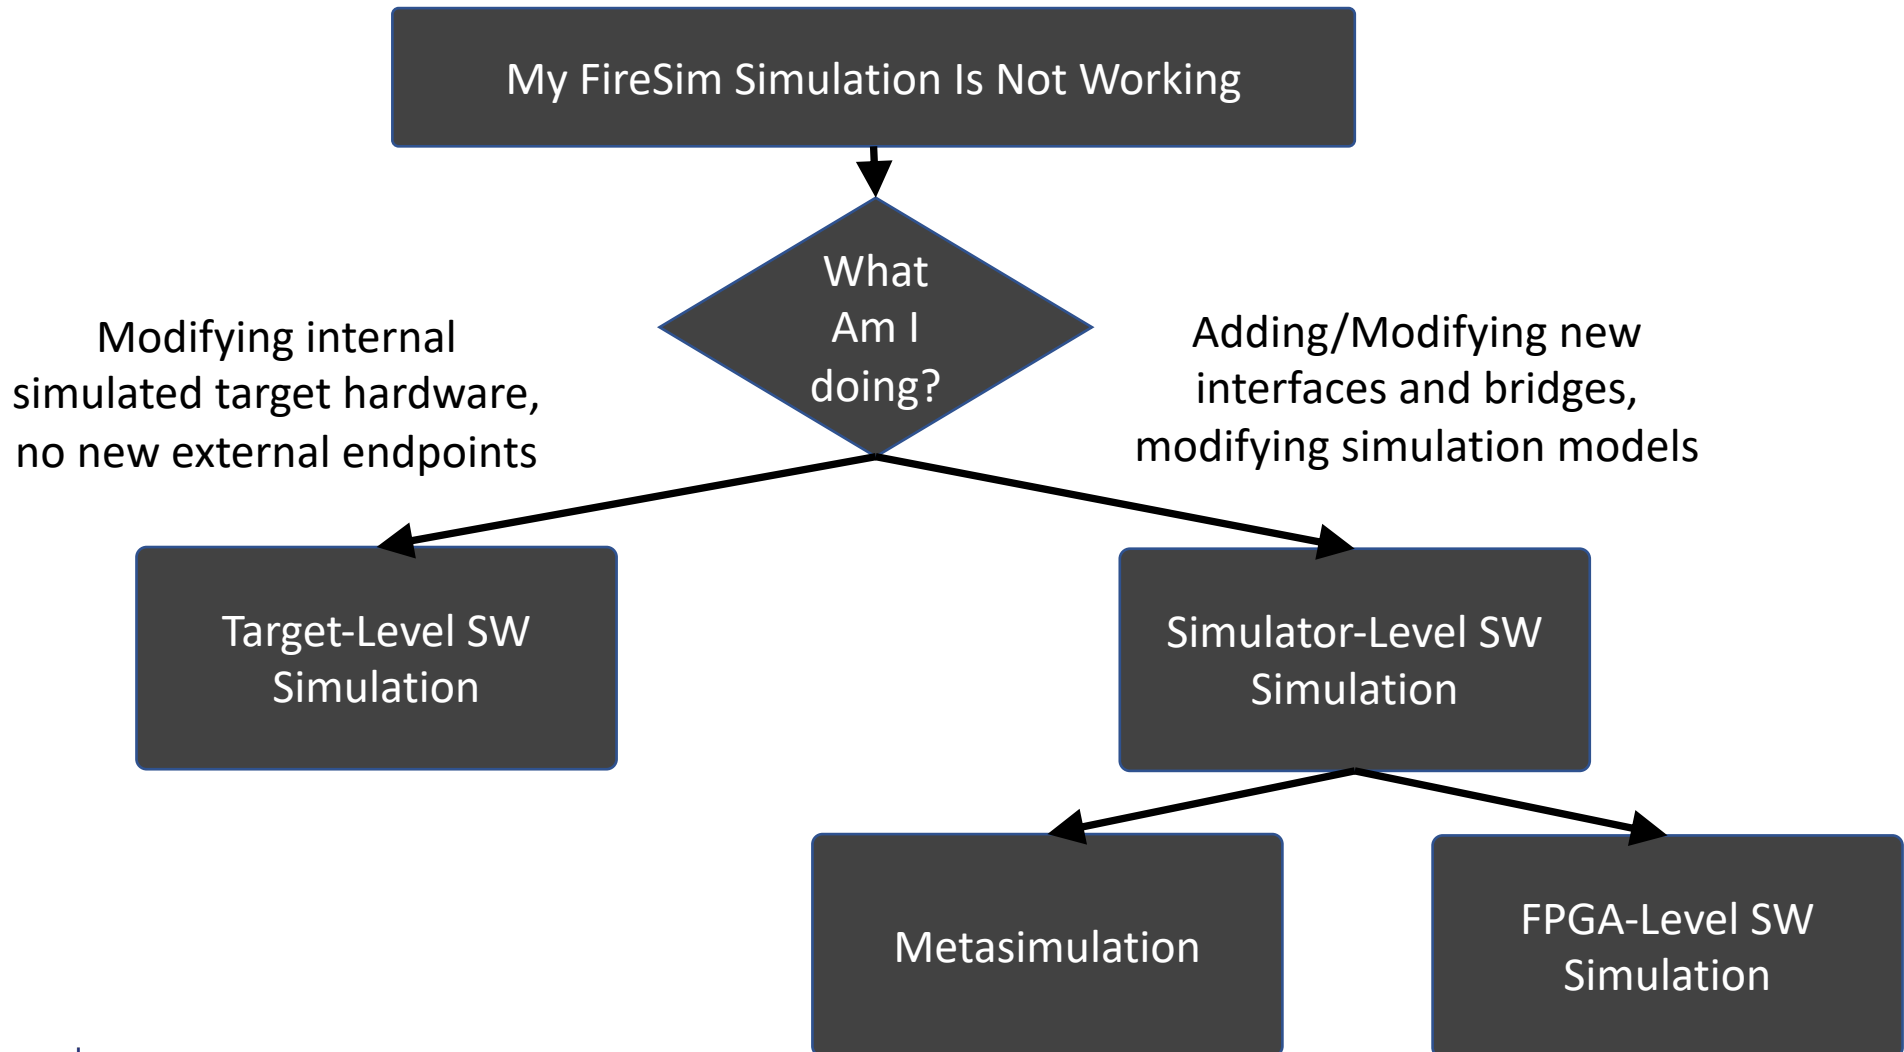 My FireSim Simulation Is Not Working
What
Am I
doing?
Modifying internal
simulated target hardware,
no new external endpoints
Adding/Modifying new
interfaces and bridges,
modifying simulation models
Target-Level SW
Simulation
Simulator-Level SW
Simulation
Metasimulation
FPGA-Level SW
Simulation